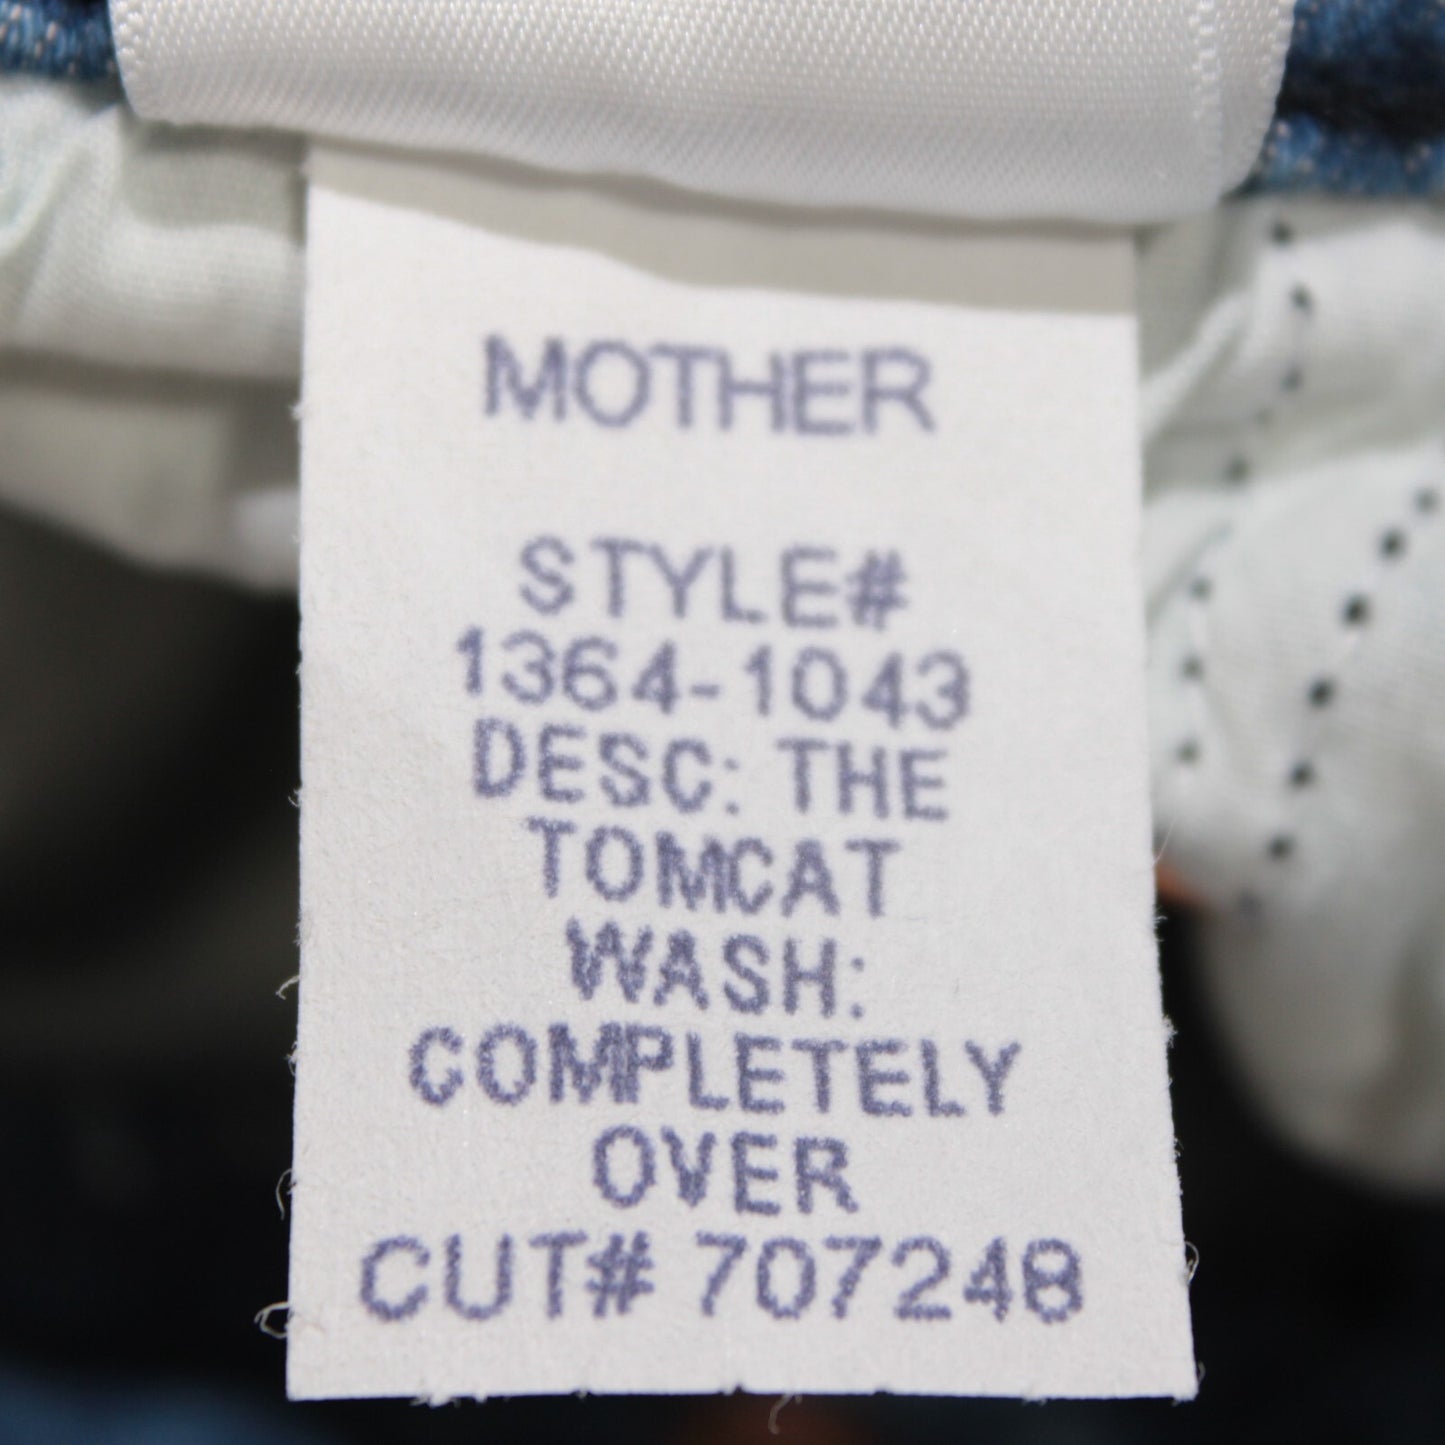 MOTHER
STYLE#
1364-1043
DESC: THE
TOMCAT
WASH:
COMPLETELY
OVER
CUT# 707248